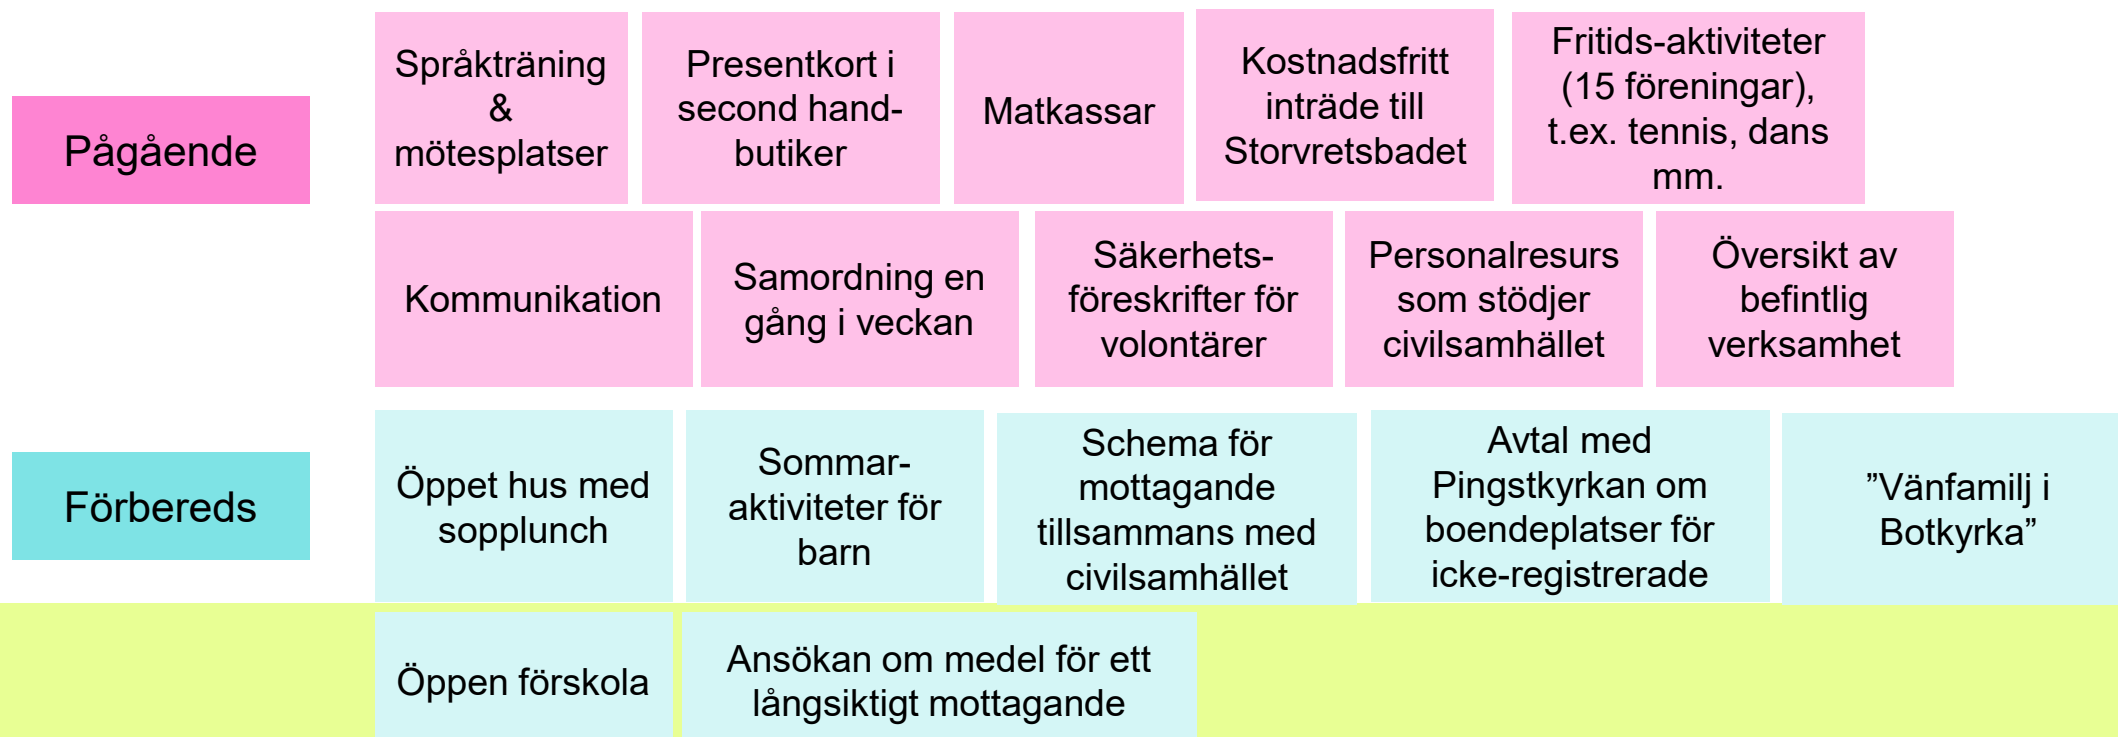 Pågående
Språkträning
&
mötesplatser
Presentkort i
second hand-
butiker
Matkassar
Kostnadsfritt
inträde till
Storvretsbadet
Fritids-aktiviteter
(15 föreningar),
t.ex. tennis, dans
mm.
Kommunikation
Samordning en
gång i veckan
Säkerhets-
föreskrifter för
volontärer
Personalresurs
som stödjer
civilsamhället
Översikt av
befintlig
verksamhet
Förbereds
Öppet hus med
sopplunch
Sommar-
aktiviteter för
barn
Schema för
mottagande
tillsammans med
civilsamhället
Avtal med
Pingstkyrkan om
boendeplatser för
icke-registrerade
”Vänfamilj i
Botkyrka”
Öppen förskola
Ansökan om medel för ett
långsiktigt mottagande